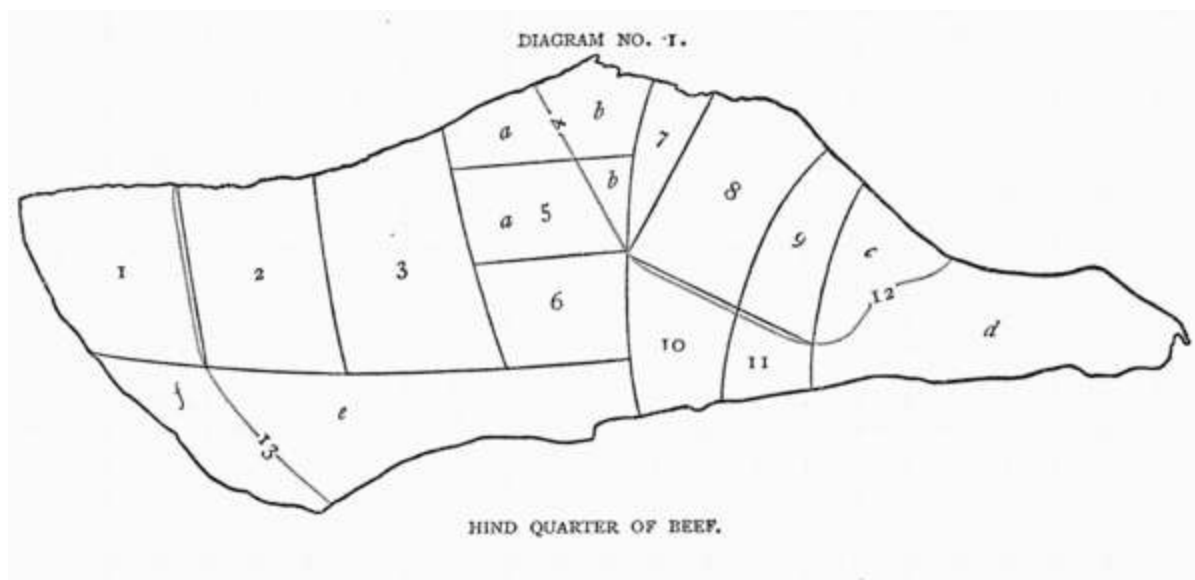 DIAGRAM NO. 1.
a 4 b
7
b
8
a 5
1 2 3 6 9 c
12
10 11 d
f e
13
HIND QUARTER OF BEEF.